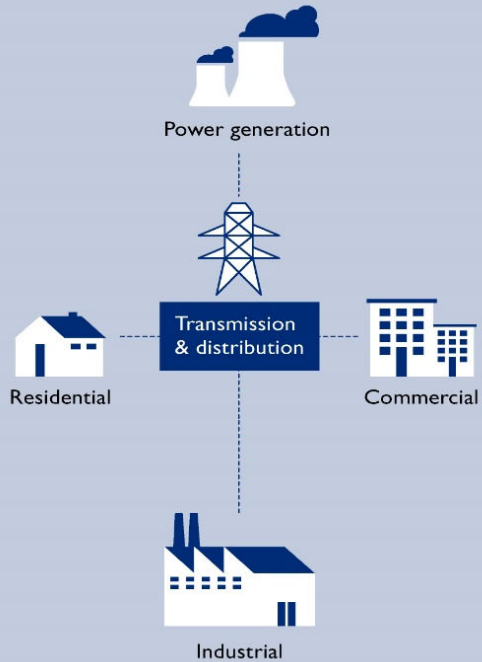 Power generation
Transmission
& distribution
Residential
Commercial
Industrial